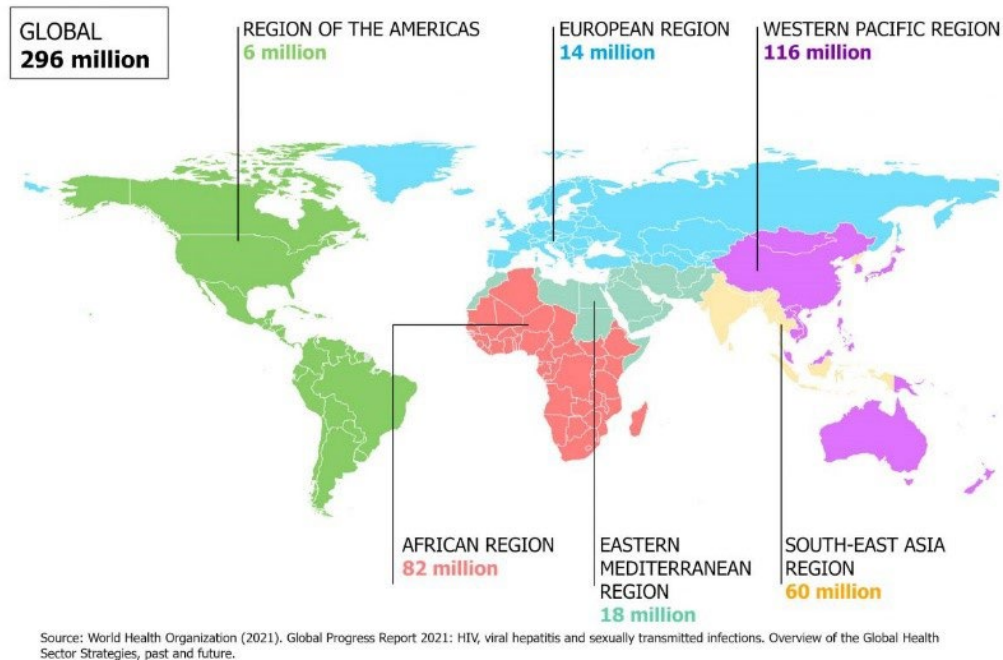 GLOBAL
296 million
REGION OF THE AMERICAS
6 million
EUROPEAN REGION
14 million
WESTERN PACIFIC REGION
116 million
AFRICAN REGION
82 million
EASTERN
MEDITERRANEAN
REGION
18 million
SOUTH-EAST ASIA
REGION
60 million
Source: World Health Organization (2021). Global Progress Report 2021: HIV, viral hepatitis and sexually transmitted infections. Overview of the Global Health
Sector Strategies, past and future.